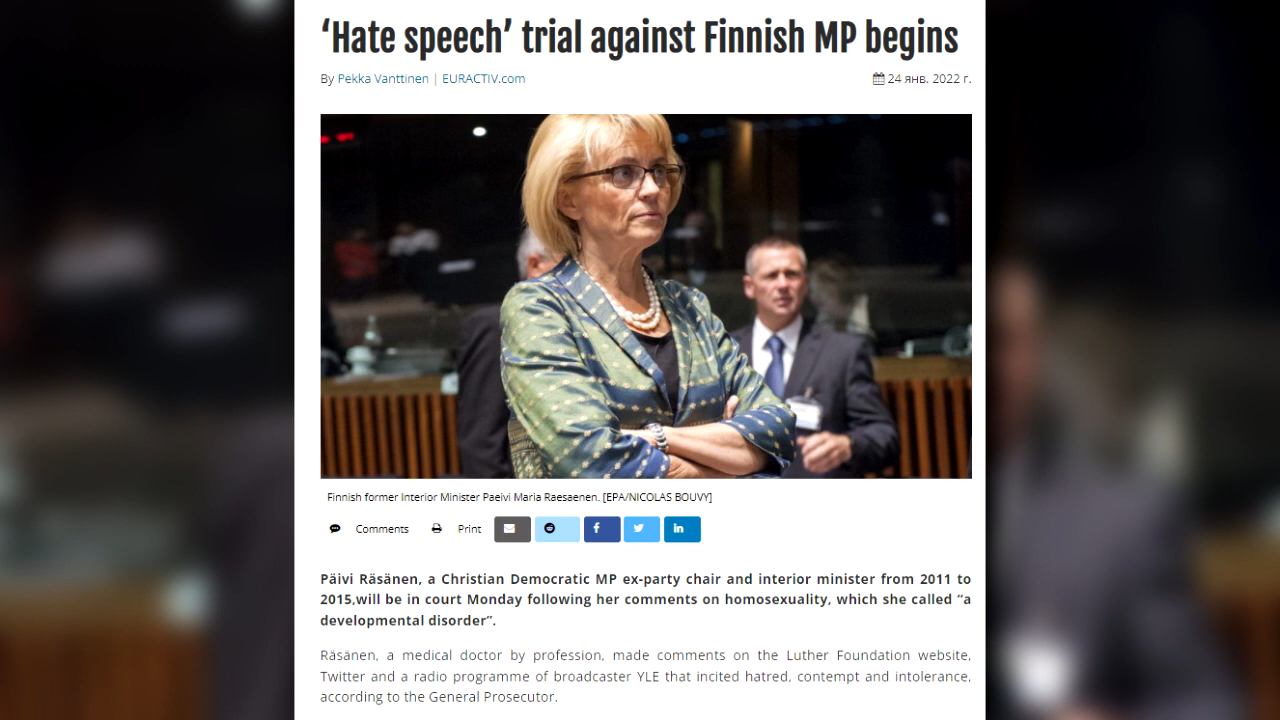 ‘Hate speech’ trial against Finnish MP begins
By Pekka Vanttinen | EURACTIV.com
24 янв. 2022 г.
Finnish former Interior Minister Paeivi Maria Raesaenen. [EPA/NICOLAS BOUVY]
Comments Print
Päivi Räsänen, a Christian Democratic MP ex-party chair and interior minister from 2011 to
2015,will be in court Monday following her comments on homosexuality, which she called “a
developmental disorder”.
Räsänen, a medical doctor by profession, made comments on the Luther Foundation website,
Twitter and a radio programme of broadcaster YLE that incited hatred, contempt and intolerance,
according to the General Prosecutor.